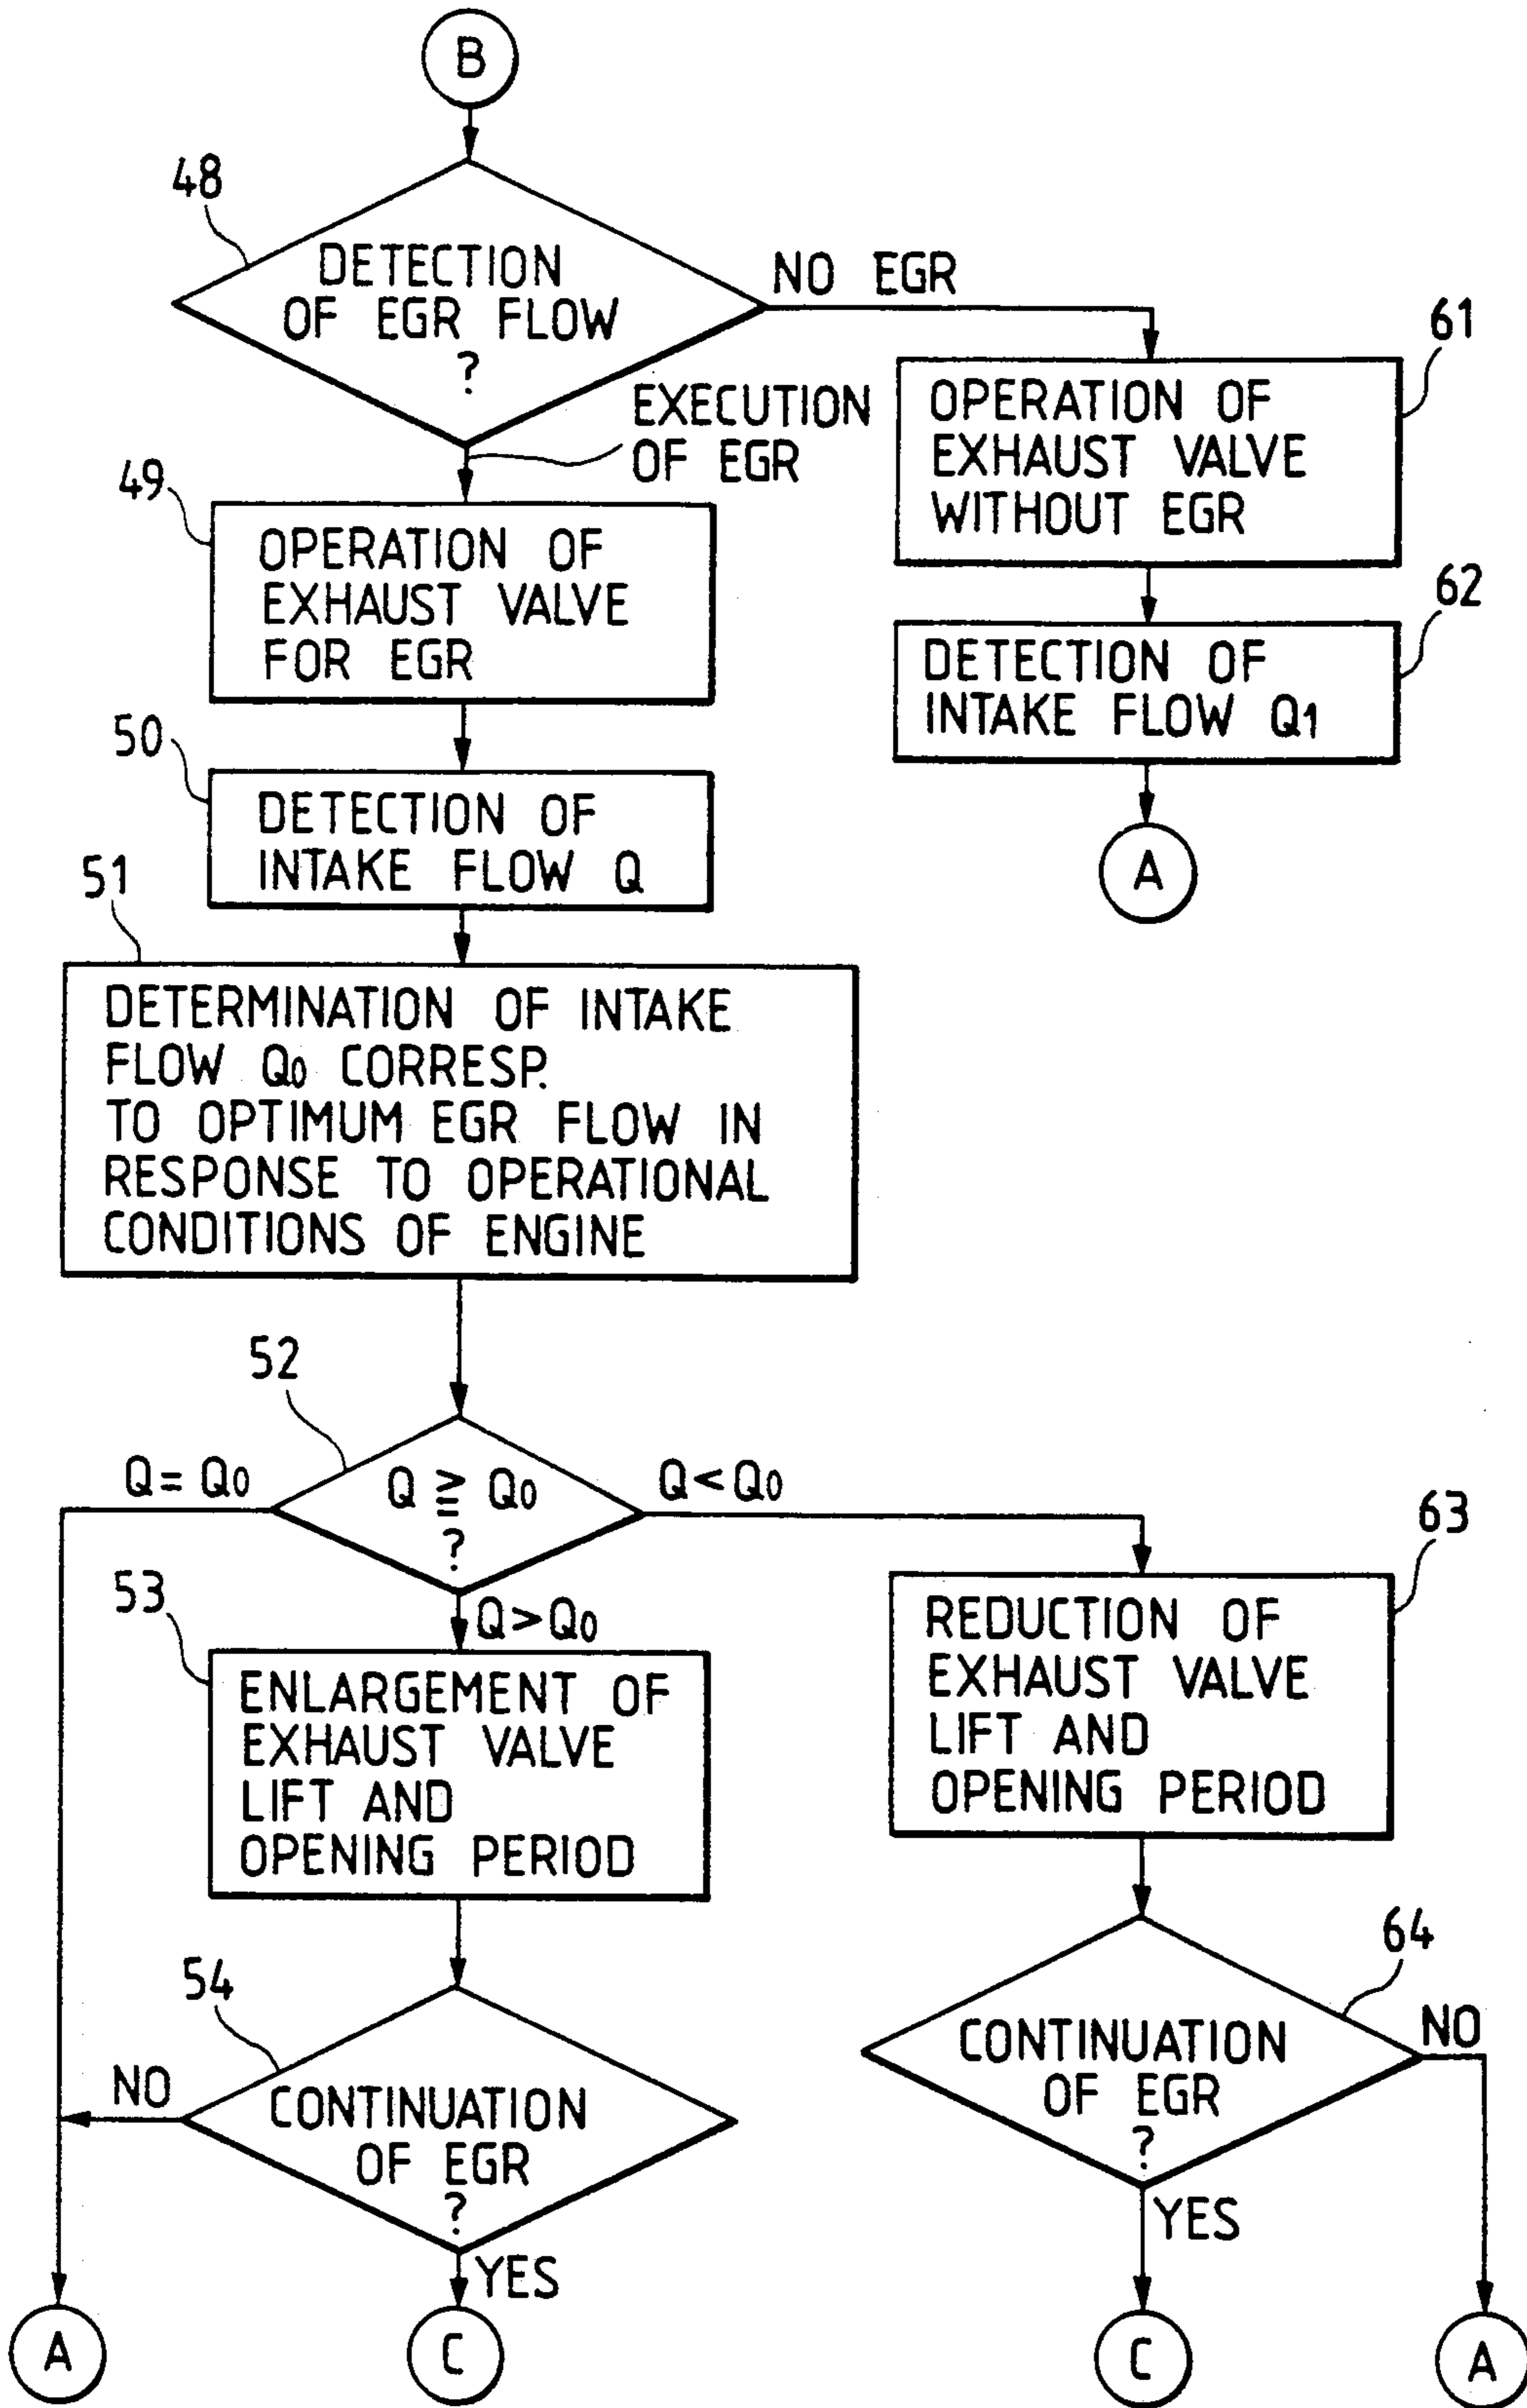 B
48
DETECTION
OF EGR FLOW
?
NO EGR
EXECUTION
OF EGR
61
OPERATION OF
EXHAUST VALVE
WITHOUT EGR
49
OPERATION OF
EXHAUST VALVE
FOR EGR
62
DETECTION OF
INTAKE FLOW Q1
A
50
DETECTION OF
INTAKE FLOW Q
51
DETERMINATION OF INTAKE
FLOW Q0 CORRESP.
TO OPTIMUM EGR FLOW IN
RESPONSE TO OPERATIONAL
CONDITIONS OF ENGINE
52
Q = Q0
Q ≧ Q0
?
Q < Q0
Q > Q0
53
ENLARGEMENT OF
EXHAUST VALVE
LIFT AND
OPENING PERIOD
63
REDUCTION OF
EXHAUST VALVE
LIFT AND
OPENING PERIOD
54
NO
CONTINUATION
OF EGR
?
YES
64
CONTINUATION
OF EGR
?
NO
YES
A
C
C
A